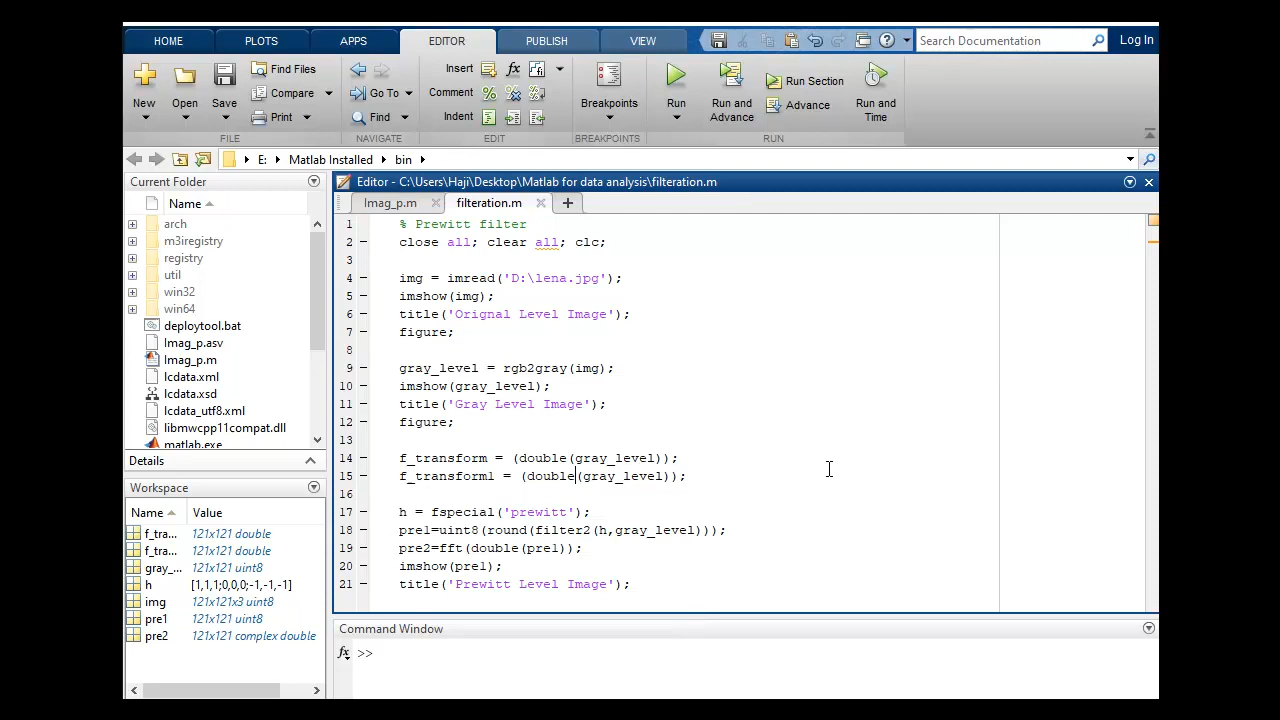 HOME PLOTS APPS EDITOR PUBLISH VIEW Search Documentation Log In
New Open Save Find Files Compare Print
Go To Find
Insert fx
Comment
Indent
Breakpoints
Run Run and Advance Run Section Advance Run and Time
FILE NAVIGATE EDIT BREAKPOINTS RUN
E: Matlab Installed bin
Current Folder
Name
arch
m3iregistry
registry
util
win32
win64
deploytool.bat
Imag_p.asv
Imag_p.m
lcdata.xml
lcdata.xsd
lcdata_utf8.xml
libmwcpp11compat.dll
matlab.exe
Details
Workspace
Name Value
f_tra... 121x121 double
f_tra... 121x121 double
gray_... 121x121 uint8
h [1,1,1;0,0,0;-1,-1,-1]
img 121x121x3 uint8
pre1 121x121 uint8
pre2 121x121 complex double
Editor - C:\Users\Haji\Desktop\Matlab for data analysis\filteration.m
Imag_p.m filteration.m
1 % Prewitt filter
2 close all; clear all; clc;
3
4 img = imread('D:\lena.jpg');
5 imshow(img);
6 title('Orignal Level Image');
7 figure;
8
9 gray_level = rgb2gray(img);
10 imshow(gray_level);
11 title('Gray Level Image');
12 figure;
13
14 f_transform = (double(gray_level));
15 f_transform1 = (double(gray_level));
16
17 h = fspecial('prewitt');
18 pre1=uint8(round(filter2(h,gray_level)));
19 pre2=fft(double(pre1));
20 imshow(pre1);
21 title('Prewitt Level Image');
Command Window
fx >>